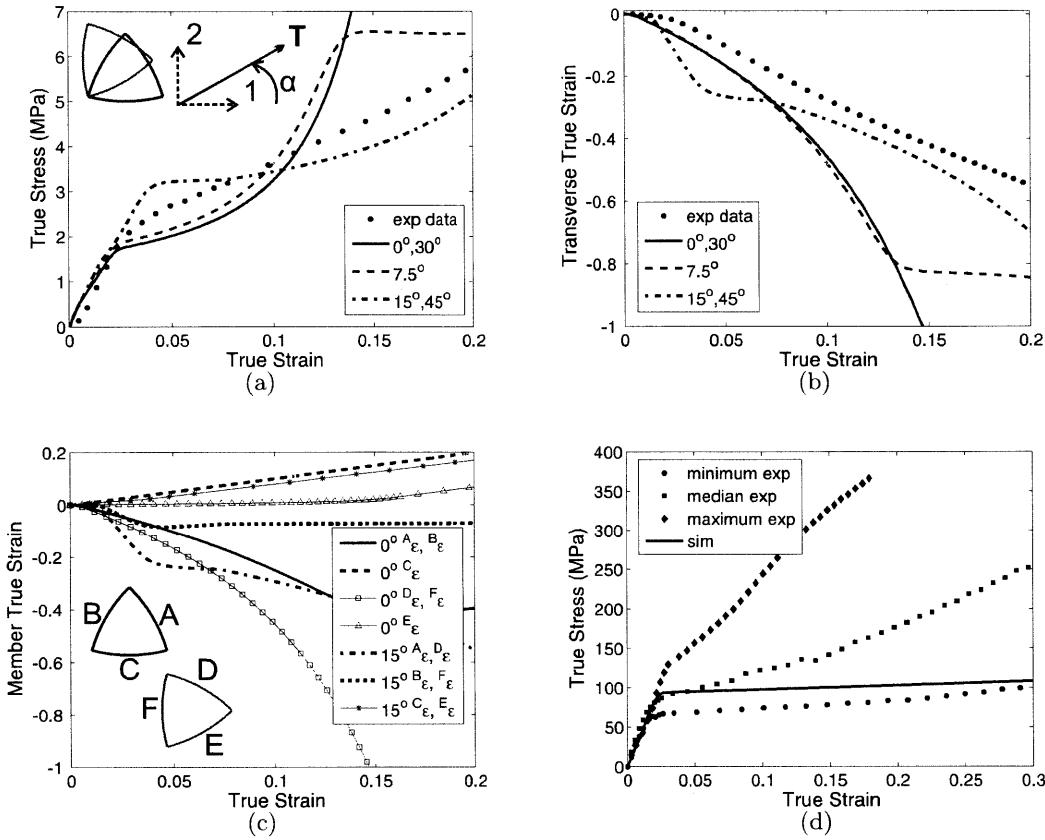 7
6
5
4
3
2
1
0
True Stress (MPa)
2
T
1
α
exp data
0°,30°
7.5°
15°,45°
0
0.05
0.1
0.15
0.2
True Strain
(a)
0
-0.2
-0.4
-0.6
-0.8
-1
Transverse True Strain
exp data
0°,30°
7.5°
15°,45°
0
0.05
0.1
0.15
0.2
True Strain
(b)
0.2
0
-0.2
-0.4
-0.6
-0.8
-1
Member True Strain
B A
C
D
F
E
0° ᴬε, ᴮε
0° ᶜε
0° ᴰε, ᶠε
0° ᴱε
15° ᴬε, ᴰε
15° ᴮε, ᶠε
15° ᶜε, ᴱε
0
0.05
0.1
0.15
0.2
True Strain
(c)
400
350
300
250
200
150
100
50
0
True Stress (MPa)
minimum exp
median exp
maximum exp
sim
0
0.05
0.1
0.15
0.2
0.25
0.3
True Strain
(d)